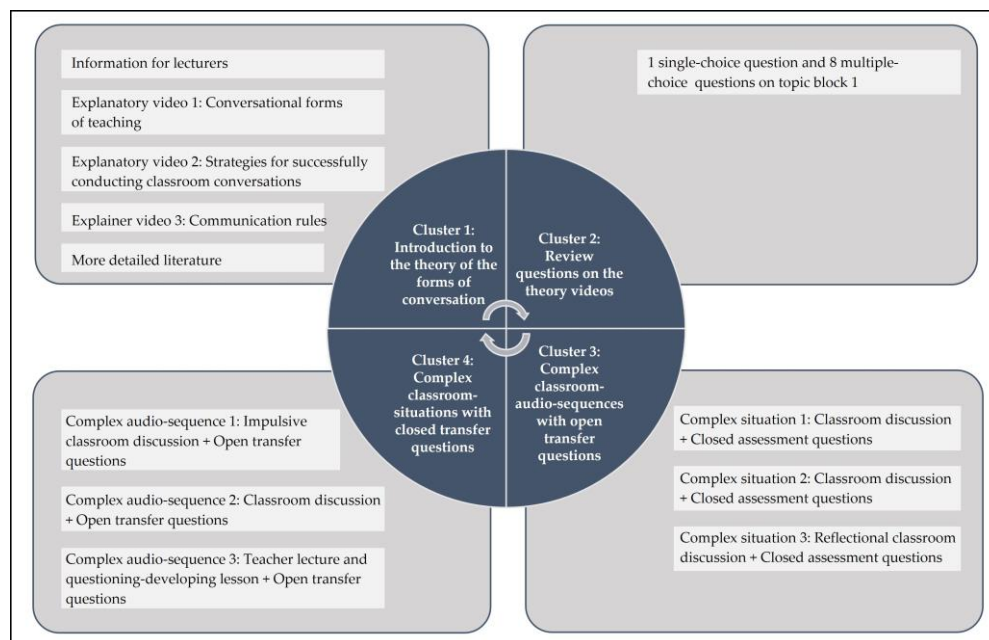 Information for lecturers
Explanatory video 1: Conversational forms
of teaching
Explanatory video 2: Strategies for successfully
conducting classroom conversations
Explainer video 3: Communication rules
More detailed literature
1 single-choice question and 8 multiple-
choice questions on topic block 1
Cluster 1:
Introduction to
the theory of the
forms of
conversation
Cluster 2:
Review
questions on the
theory videos
Cluster 4:
Complex
classroom-
situations with
closed transfer
questions
Cluster 3:
Complex
classroom-
audio-sequences
with open
transfer
questions
Complex audio-sequence 1: Impulsive
classroom discussion + Open transfer
questions
Complex audio-sequence 2: Classroom discussion
+ Open transfer questions
Complex audio-sequence 3: Teacher lecture and
questioning-developing lesson + Open transfer
questions
Complex situation 1: Classroom discussion
+ Closed assessment questions
Complex situation 2: Classroom discussion
+ Closed assessment questions
Complex situation 3: Reflectional classroom
discussion + Closed assessment questions